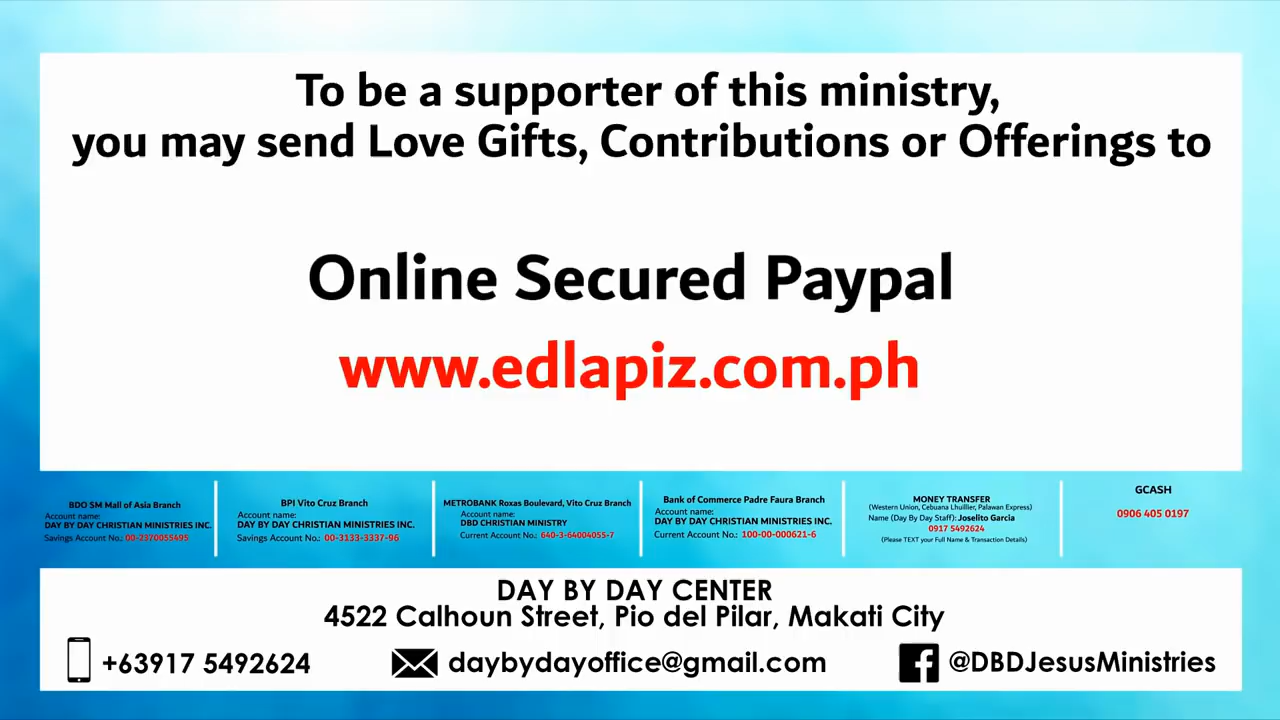 To be a supporter of this ministry,
you may send Love Gifts, Contributions or Offerings to
Online Secured Paypal
www.edlapiz.com.ph
BDO SM Mall of Asia Branch
Account name:
DAY BY DAY CHRISTIAN MINISTRIES INC.
Savings Account No.: 00-2370055495
BPI Vito Cruz Branch
Account name:
DAY BY DAY CHRISTIAN MINISTRIES INC.
Savings Account No.: 00-3133-3337-96
METROBANK Roxas Boulevard, Vito Cruz Branch
Account name:
DBD CHRISTIAN MINISTRY
Current Account No.: 640-3-64004055-7
Bank of Commerce Padre Faura Branch
Account name:
DAY BY DAY CHRISTIAN MINISTRIES INC.
Current Account No.: 100-00-000621-6
MONEY TRANSFER
(Western Union, Cebuana Lhuillier, Palawan Express)
Name (Day By Day Staff): Joselito Garcia
0917 5492624
(Please TEXT your Full Name & Transaction Details)
GCASH
0906 405 0197
DAY BY DAY CENTER
4522 Calhoun Street, Pio del Pilar, Makati City
+63917 5492624
daybydayoffice@gmail.com
@DBDJesusMinistries